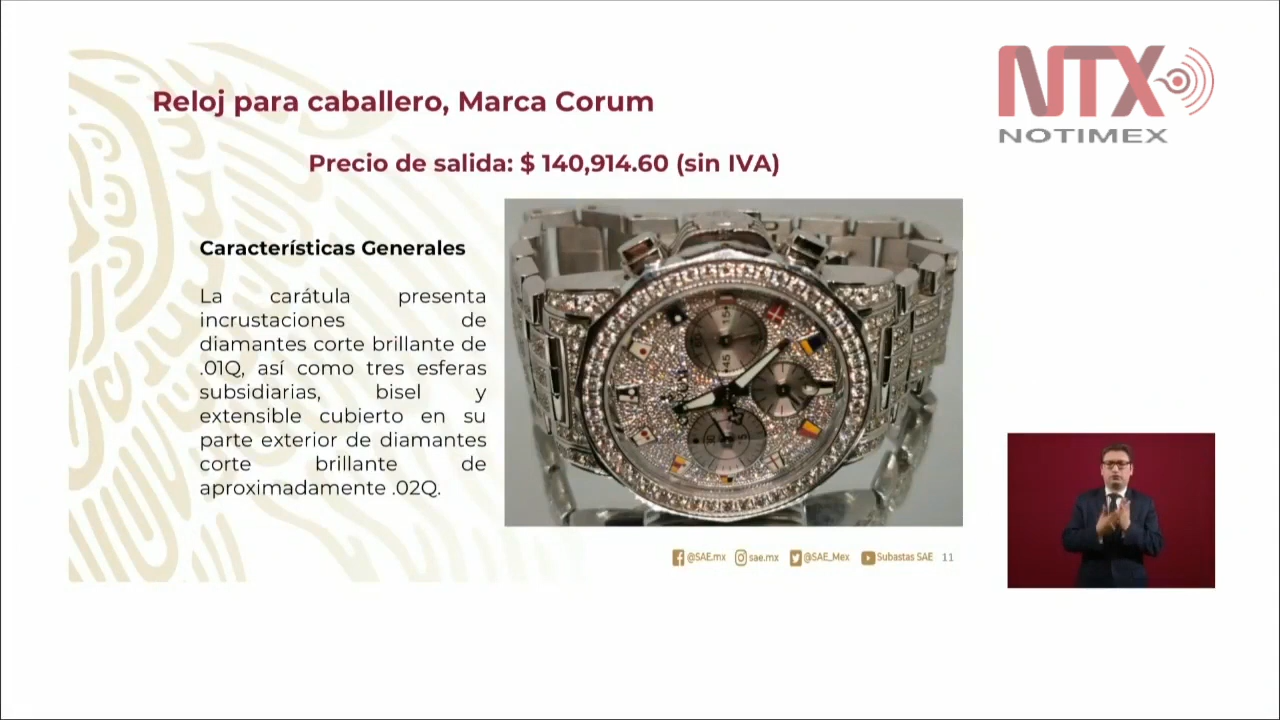 NTX
NOTIMEX
Reloj para caballero, Marca Corum
Precio de salida: $ 140,914.60 (sin IVA)
Características Generales
La carátula presenta
incrustaciones de
diamantes corte brillante de
.01Q, así como tres esferas
subsidiarias, bisel y
extensible cubierto en su
parte exterior de diamantes
corte brillante de
aproximadamente .02Q.
@SAE.mx sae.mx @SAE_Mex Subastas SAE 11